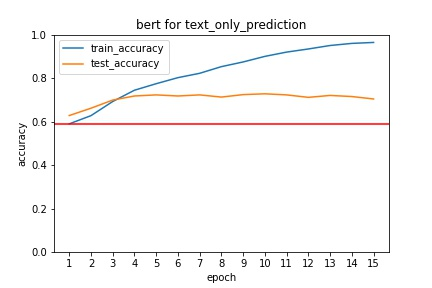 bert for text_only_prediction
train_accuracy
test_accuracy
1.0
0.8
0.6
0.4
0.2
0.0
accuracy
1 2 3 4 5 6 7 8 9 10 11 12 13 14 15
epoch